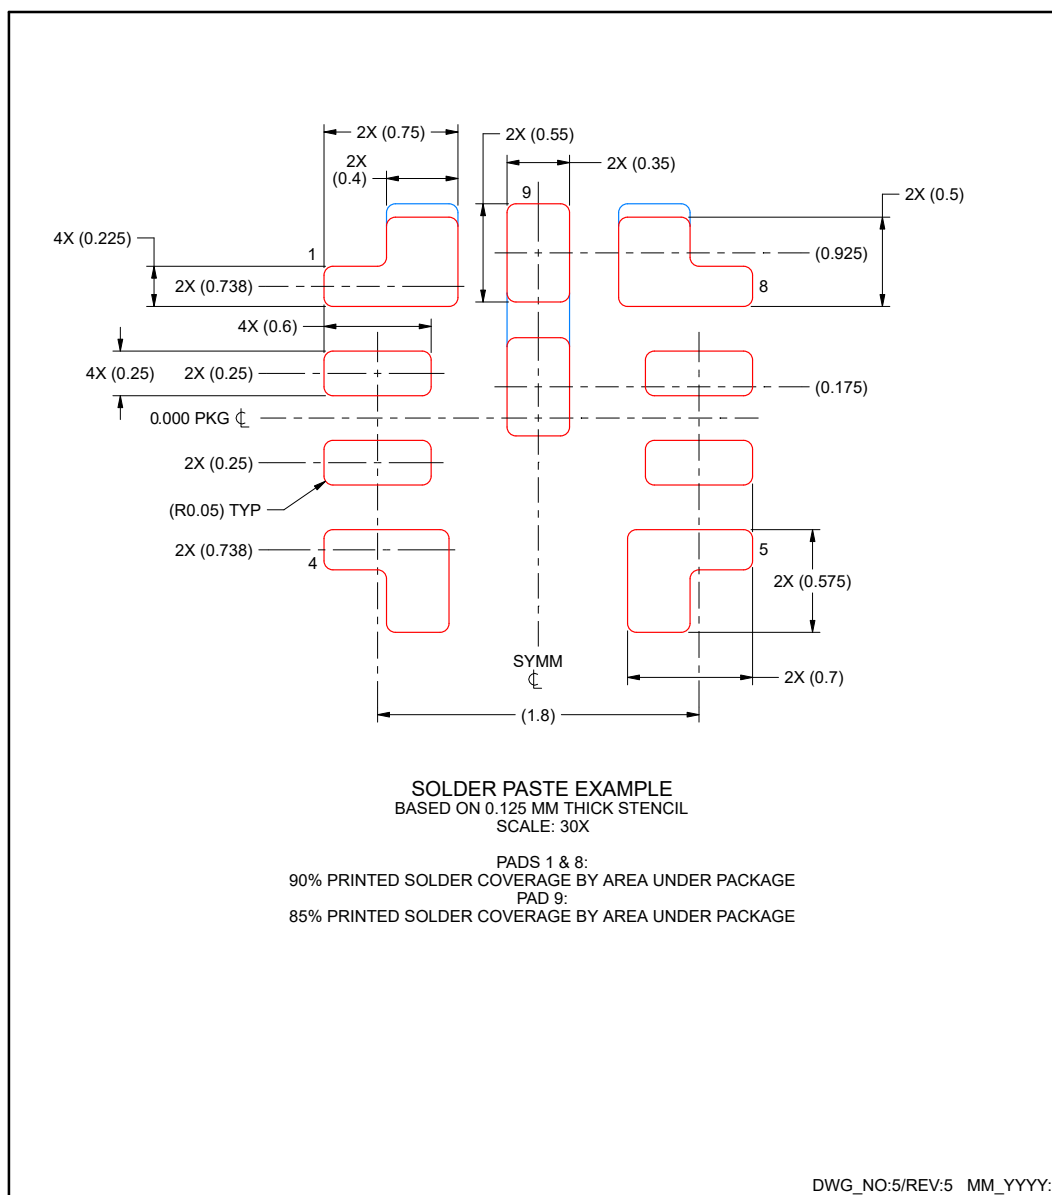 2X (0.75)
2X (0.55)
2X
(0.4)
2X (0.35)
9
2X (0.5)
4X (0.225)
1
(0.925)
2X (0.738)
8
4X (0.6)
4X (0.25)
2X (0.25)
(0.175)
0.000 PKG ℄
2X (0.25)
(R0.05) TYP
2X (0.738)
4
5
2X (0.575)
SYMM
℄
2X (0.7)
(1.8)
SOLDER PASTE EXAMPLE
BASED ON 0.125 MM THICK STENCIL
SCALE: 30X
PADS 1 & 8:
90% PRINTED SOLDER COVERAGE BY AREA UNDER PACKAGE
PAD 9:
85% PRINTED SOLDER COVERAGE BY AREA UNDER PACKAGE
DWG_NO:5/REV:5 MM_YYYY: